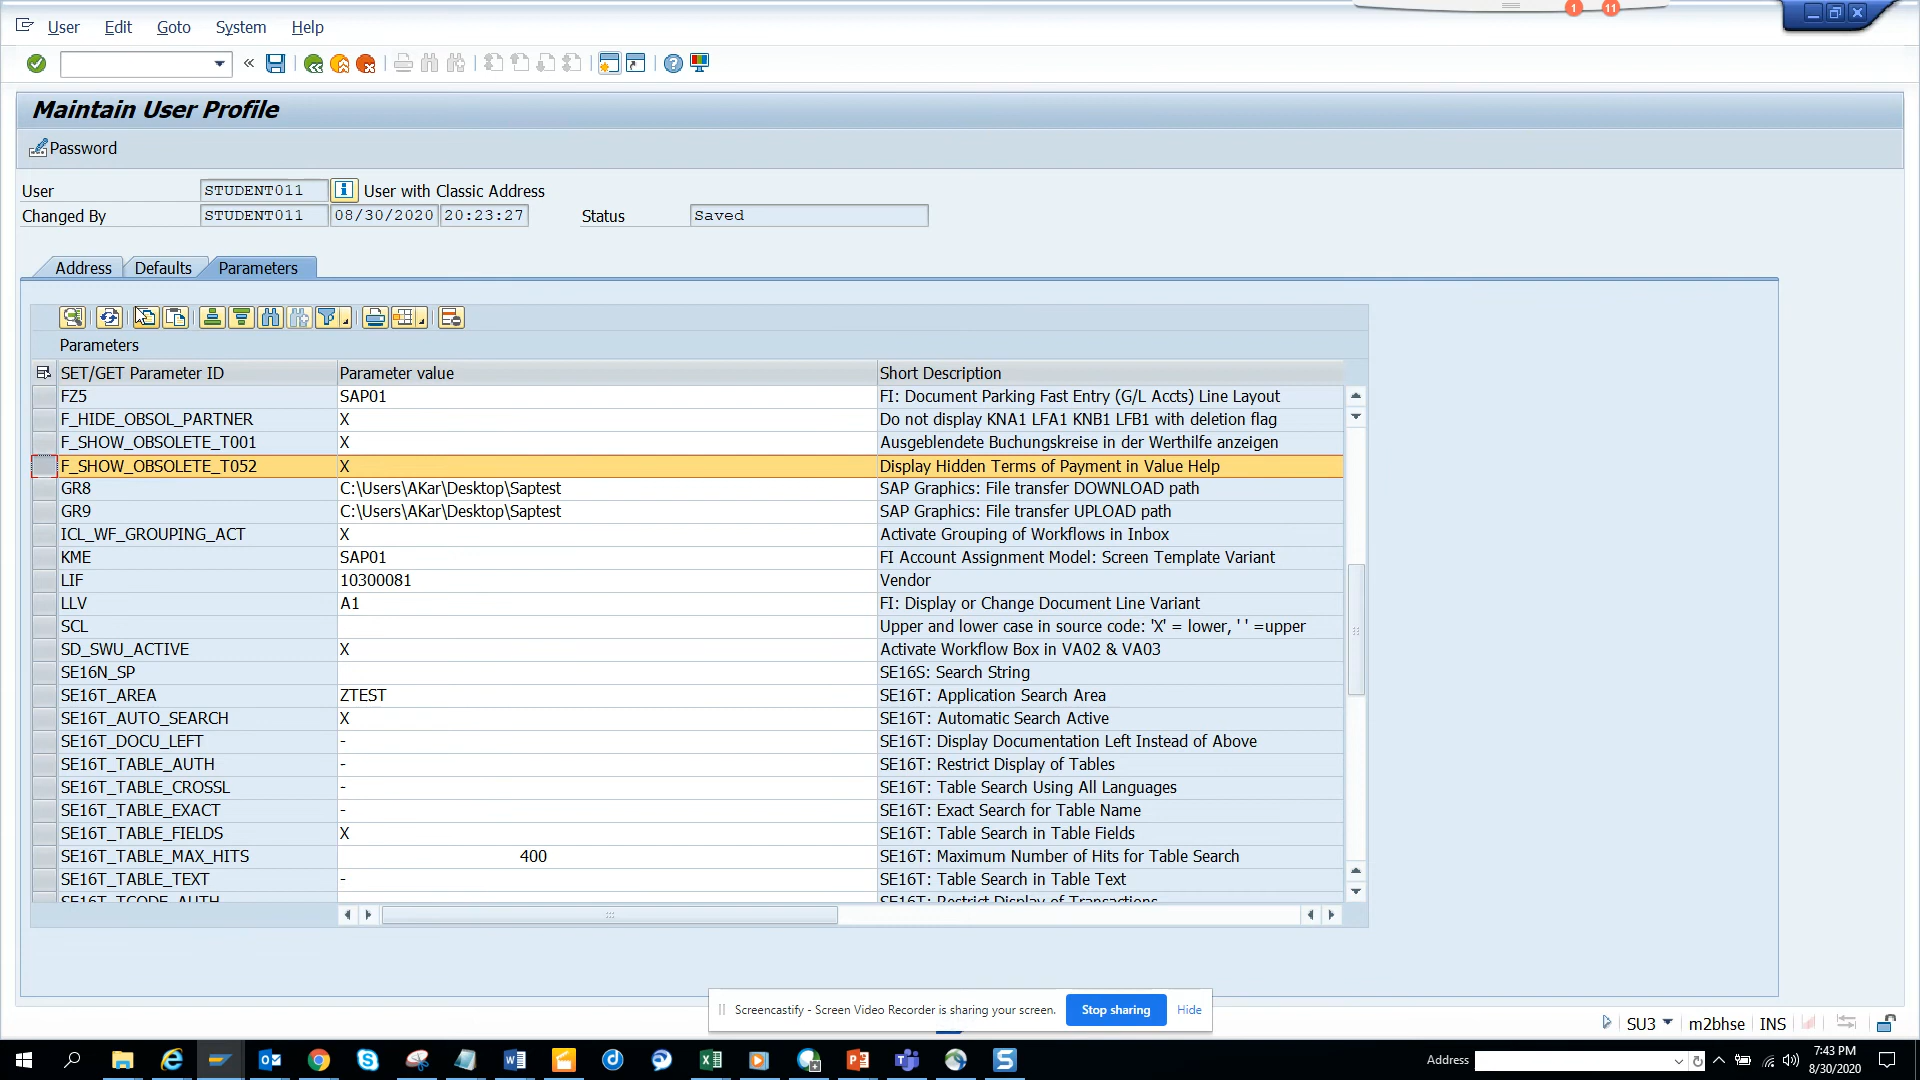 1 11
User Edit Goto System Help
Maintain User Profile
Password
User STUDENT011 User with Classic Address
Changed By STUDENT011 08/30/2020 20:23:27 Status Saved
Address Defaults Parameters
Parameters
SET/GET Parameter ID Parameter value Short Description
FZ5 SAP01 FI: Document Parking Fast Entry (G/L Accts) Line Layout
F_HIDE_OBSOL_PARTNER X Do not display KNA1 LFA1 KNB1 LFB1 with deletion flag
F_SHOW_OBSOLETE_T001 X Ausgeblendete Buchungskreise in der Werthilfe anzeigen
F_SHOW_OBSOLETE_T052 X Display Hidden Terms of Payment in Value Help
GR8 C:\Users\AKar\Desktop\Saptest SAP Graphics: File transfer DOWNLOAD path
GR9 C:\Users\AKar\Desktop\Saptest SAP Graphics: File transfer UPLOAD path
ICL_WF_GROUPING_ACT X Activate Grouping of Workflows in Inbox
KME SAP01 FI Account Assignment Model: Screen Template Variant
LIF 10300081 Vendor
LLV A1 FI: Display or Change Document Line Variant
SCL Upper and lower case in source code: 'X' = lower, ' ' =upper
SD_SWU_ACTIVE X Activate Workflow Box in VA02 & VA03
SE16N_SP SE16S: Search String
SE16T_AREA ZTEST SE16T: Application Search Area
SE16T_AUTO_SEARCH X SE16T: Automatic Search Active
SE16T_DOCU_LEFT - SE16T: Display Documentation Left Instead of Above
SE16T_TABLE_AUTH - SE16T: Restrict Display of Tables
SE16T_TABLE_CROSSL - SE16T: Table Search Using All Languages
SE16T_TABLE_EXACT - SE16T: Exact Search for Table Name
SE16T_TABLE_FIELDS X SE16T: Table Search in Table Fields
SE16T_TABLE_MAX_HITS 400 SE16T: Maximum Number of Hits for Table Search
SE16T_TABLE_TEXT - SE16T: Table Search in Table Text
SE16T_TCODE_AUTH SE16T: Restrict Display of Transactions
Screencastify - Screen Video Recorder is sharing your screen. Stop sharing Hide
SU3 m2bhse INS
Address 7:43 PM
8/30/2020